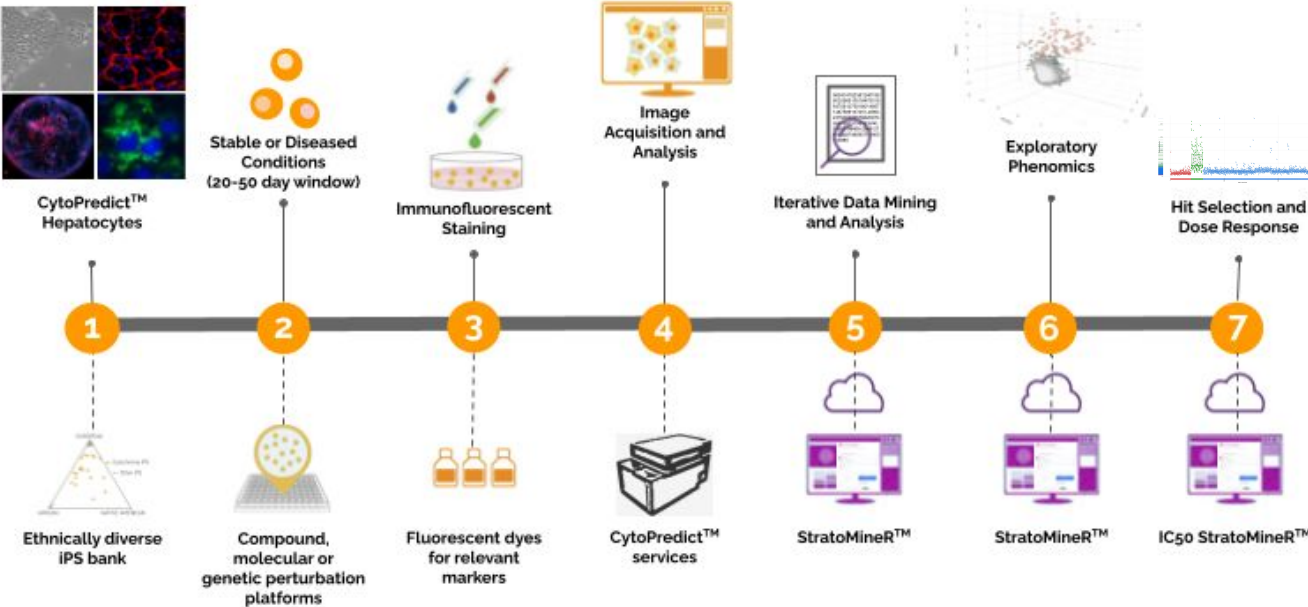 CytoPredict™
Hepatocytes
Stable or Diseased
Conditions
(20-50 day window)
Immunofluorescent
Staining
Image
Acquisition and
Analysis
Iterative Data Mining
and Analysis
Exploratory
Phenomics
Hit Selection and
Dose Response
1
2
3
4
5
6
7
Ethnically diverse
iPS bank
Compound,
molecular or
genetic perturbation
platforms
Fluorescent dyes
for relevant
markers
CytoPredict™
services
StratoMineR™
StratoMineR™
IC50 StratoMineR™